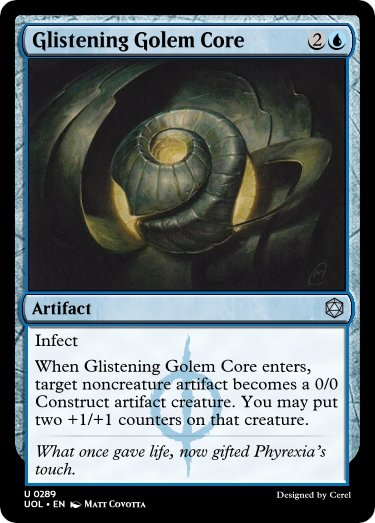 Glistening Golem Core 2
Artifact
Infect
When Glistening Golem Core enters,
target noncreature artifact becomes a 0/0
Construct artifact creature. You may put
two +1/+1 counters on that creature.
What once gave life, now gifted Phyrexia's
touch.
U 0289
UOL • EN Matt Covotta
Designed by Cerel